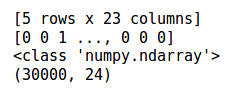 [5 rows x 23 columns]
[0 0 1 ..., 0 0 0]
<class 'numpy.ndarray'>
(30000, 24)